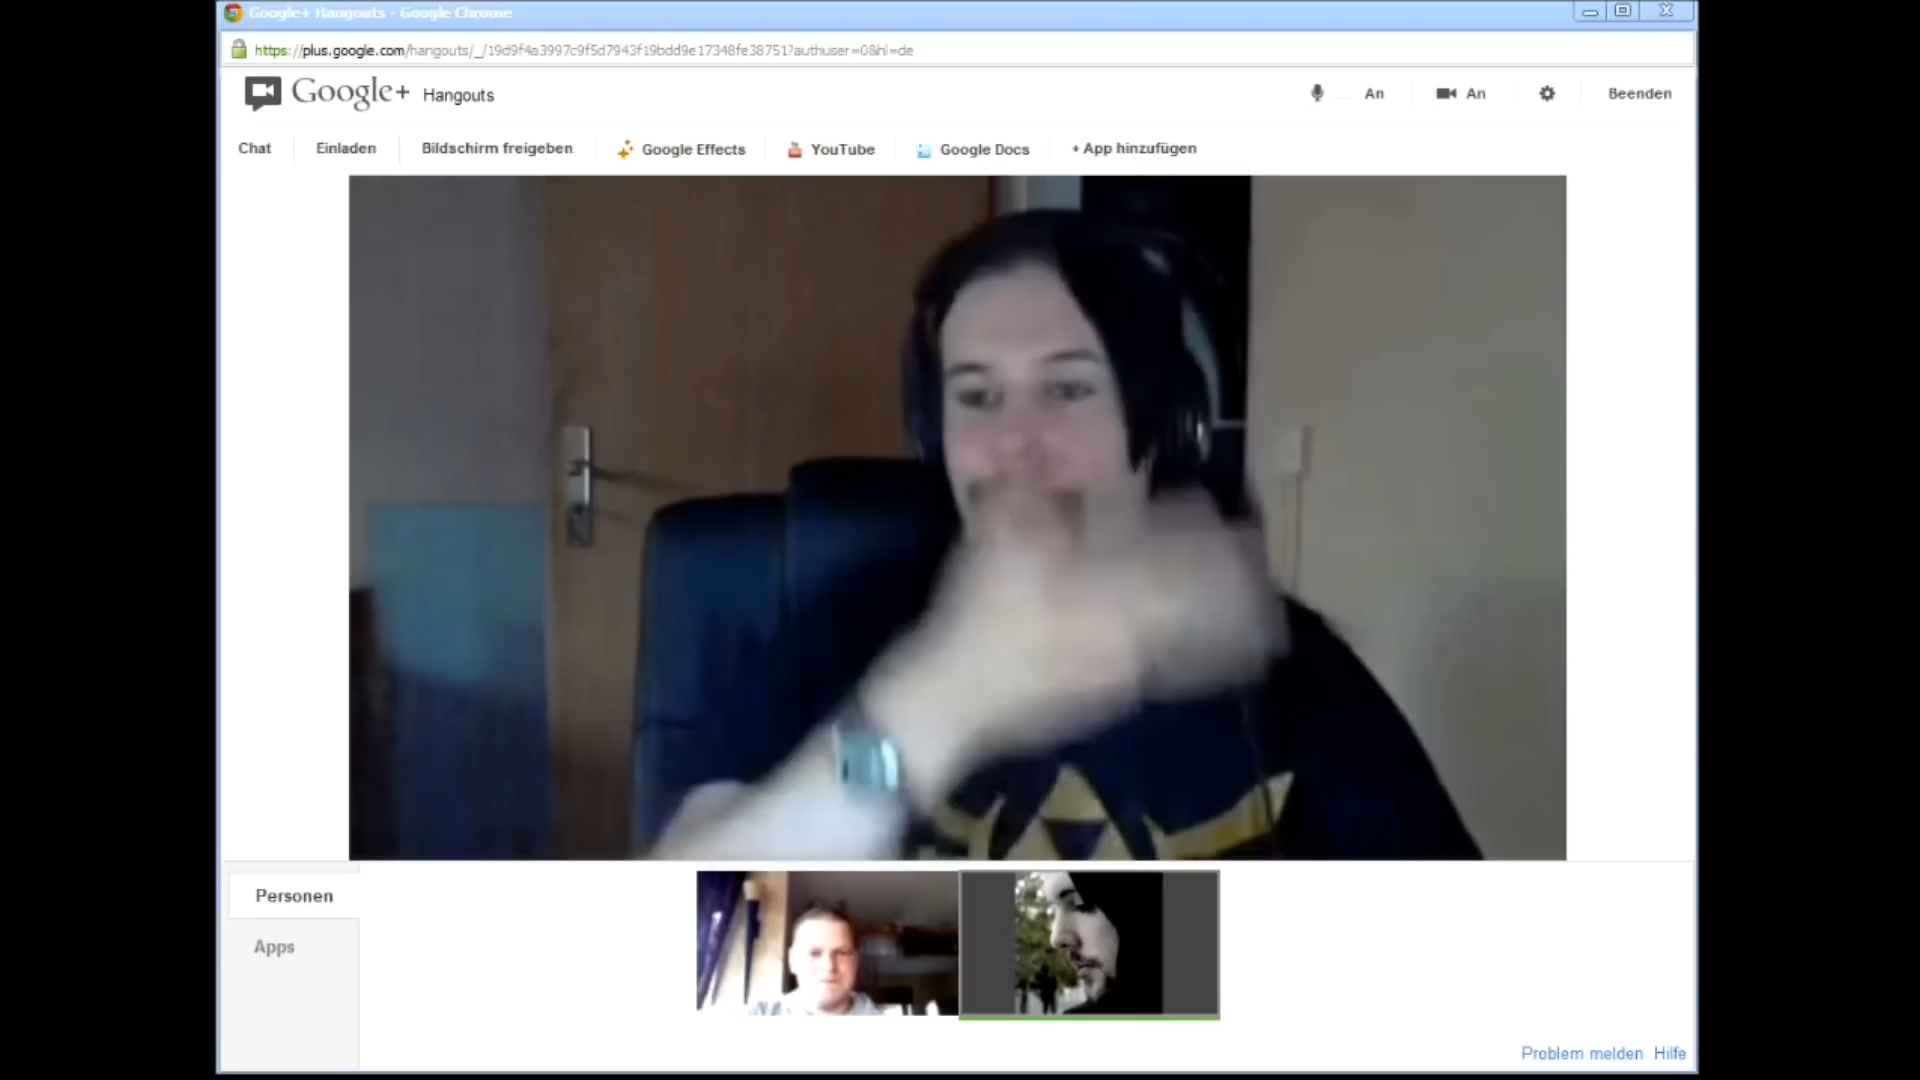 Google+ Hangouts - Google Chrome
https://plus.google.com/hangouts/_/19d9f4a3997c9f5d7943f19bdd9e17348fe38751?authuser=0&hl=de
Google+ Hangouts
An
An
Beenden
Chat
Einladen
Bildschirm freigeben
Google Effects
YouTube
Google Docs
+ App hinzufügen
Personen
Apps
Problem melden
Hilfe